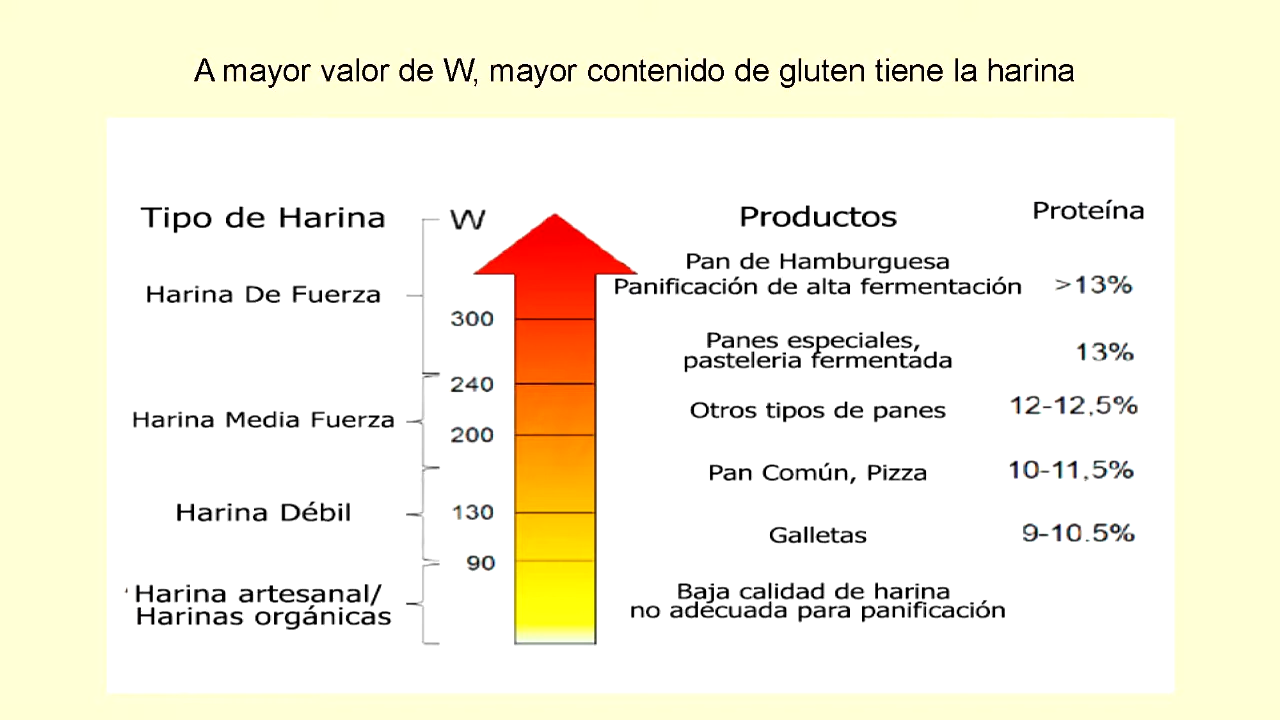 A mayor valor de W, mayor contenido de gluten tiene la harina
Tipo de Harina
W
Productos
Proteína
Harina De Fuerza
Pan de Hamburguesa
Panificación de alta fermentación
>13%
300
Panes especiales,
pasteleria fermentada
13%
240
Harina Media Fuerza
Otros tipos de panes
12-12,5%
200
Pan Común, Pizza
10-11,5%
Harina Débil
130
Galletas
9-10.5%
90
Harina artesanal/
Harinas orgánicas
Baja calidad de harina
no adecuada para panificación